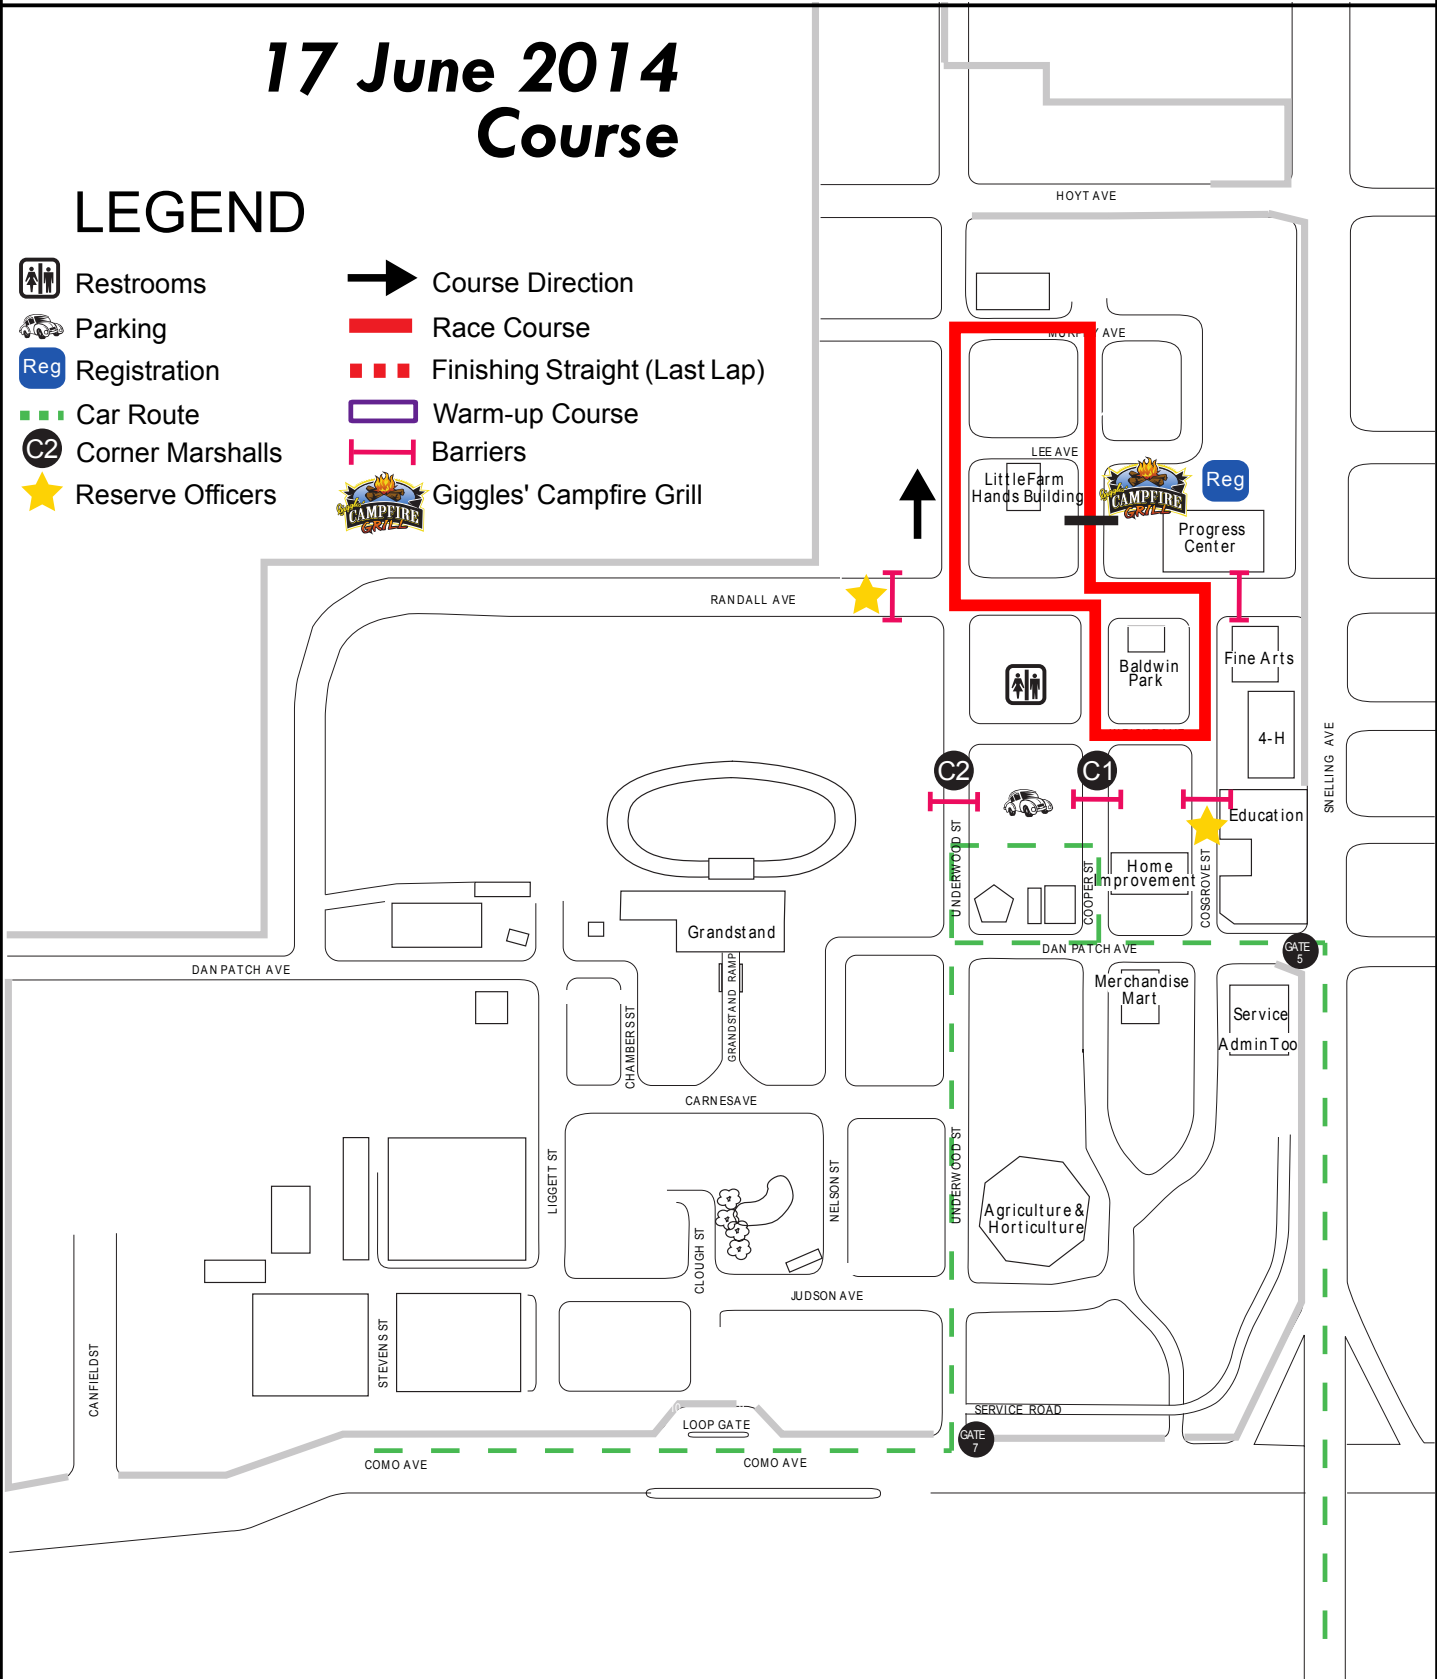 17 June 2014
Course
LEGEND
Restrooms
Parking
Reg
Registration
Car Route
C2
Corner Marshalls
Reserve Officers
Course Direction
Race Course
Finishing Straight (Last Lap)
Warm-up Course
Barriers
CAMPFIRE
GRILL
Giggles' Campfire Grill
HOYT AVE
AVE
LEE AVE
Little Farm
Hands Building
CAMPFIRE
GRILL
Reg
Progress
Center
RANDALL AVE
Baldwin
Park
Fine Arts
4-H
SNELLING AVE
C2
C1
Education
UNDERWOOD ST
COOPER ST
Home
Improvement
COSGROVE ST
Grandstand
DAN PATCH AVE
GATE
5
DAN PATCH AVE
GRANDSTAND RAMP
Merchandise
Mart
CHAMBERS ST
Service
Admin Too
CARNES AVE
LIGGETT ST
NELSON ST
UNDERWOOD ST
Agriculture &
Horticulture
CLOUGH ST
JUDSON AVE
STEVENS ST
CANFIELD ST
SERVICE ROAD
LOOP GATE
GATE
7
COMO AVE
COMO AVE